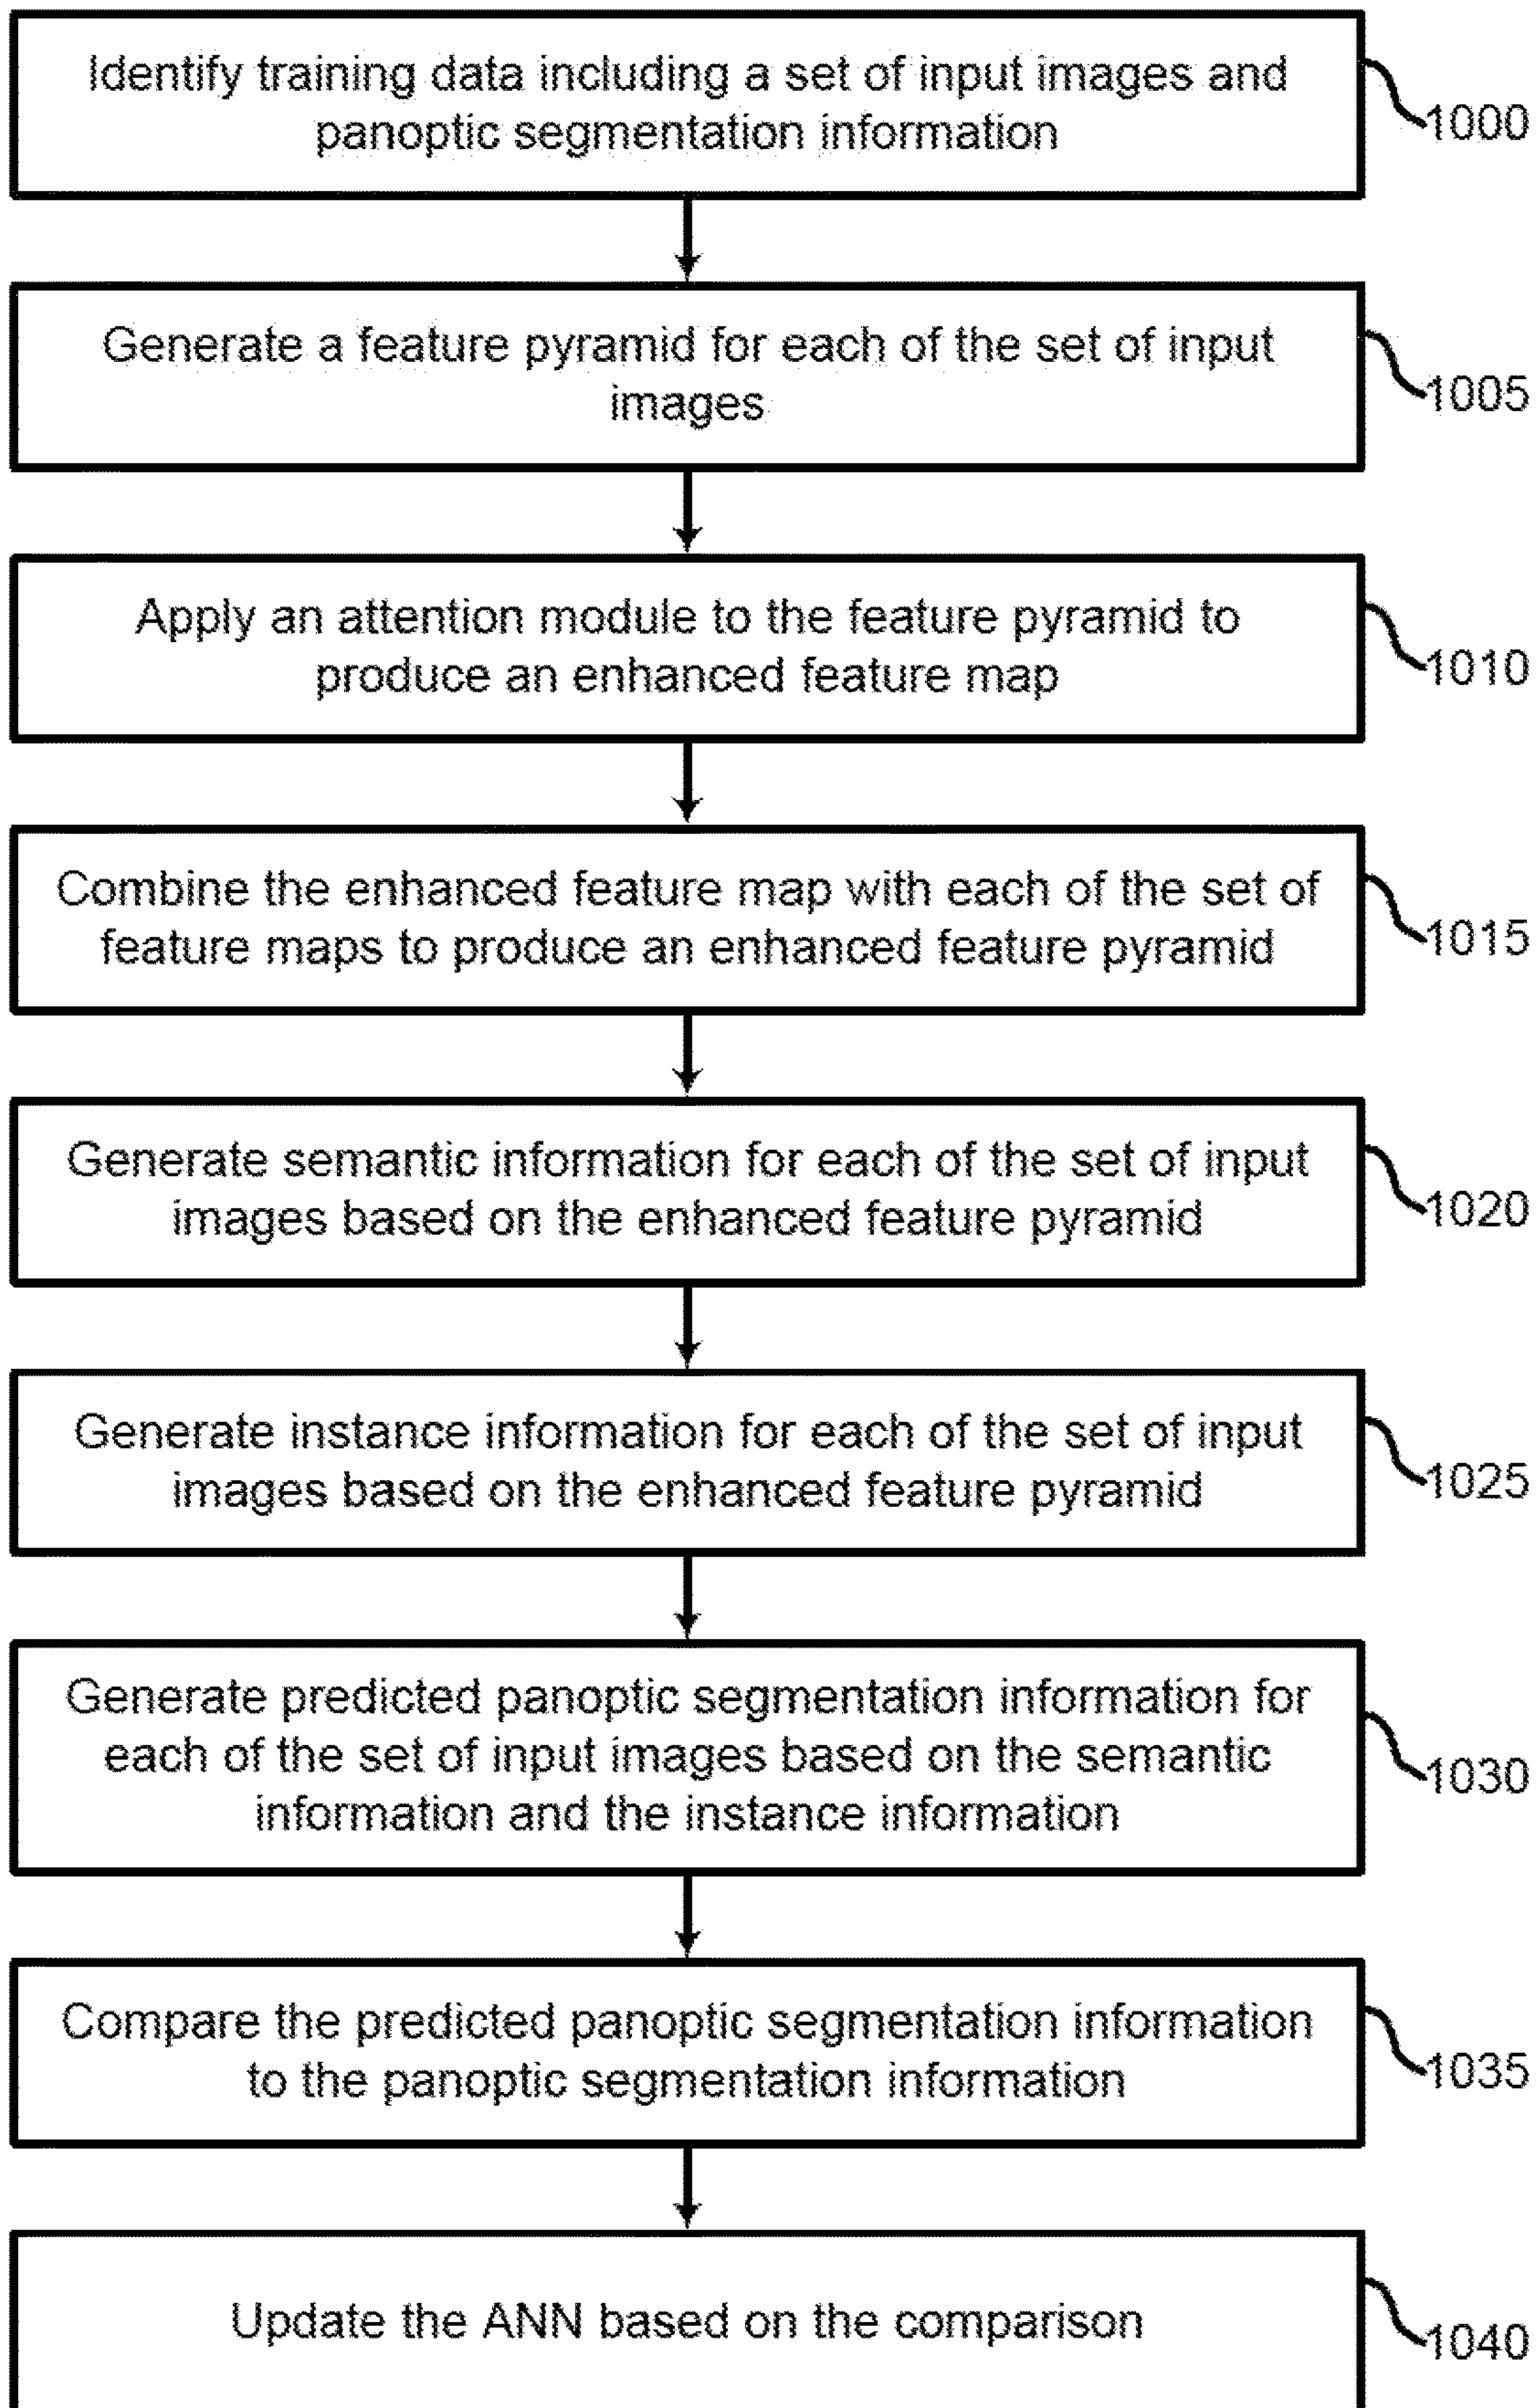 Identify training data including a set of input images and
panoptic segmentation information
1000
Generate a feature pyramid for each of the set of input
images
1005
Apply an attention module to the feature pyramid to
produce an enhanced feature map
1010
Combine the enhanced feature map with each of the set of
feature maps to produce an enhanced feature pyramid
1015
Generate semantic information for each of the set of input
images based on the enhanced feature pyramid
1020
Generate instance information for each of the set of input
images based on the enhanced feature pyramid
1025
Generate predicted panoptic segmentation information for
each of the set of input images based on the semantic
information and the instance information
1030
Compare the predicted panoptic segmentation information
to the panoptic segmentation information
1035
Update the ANN based on the comparison
1040